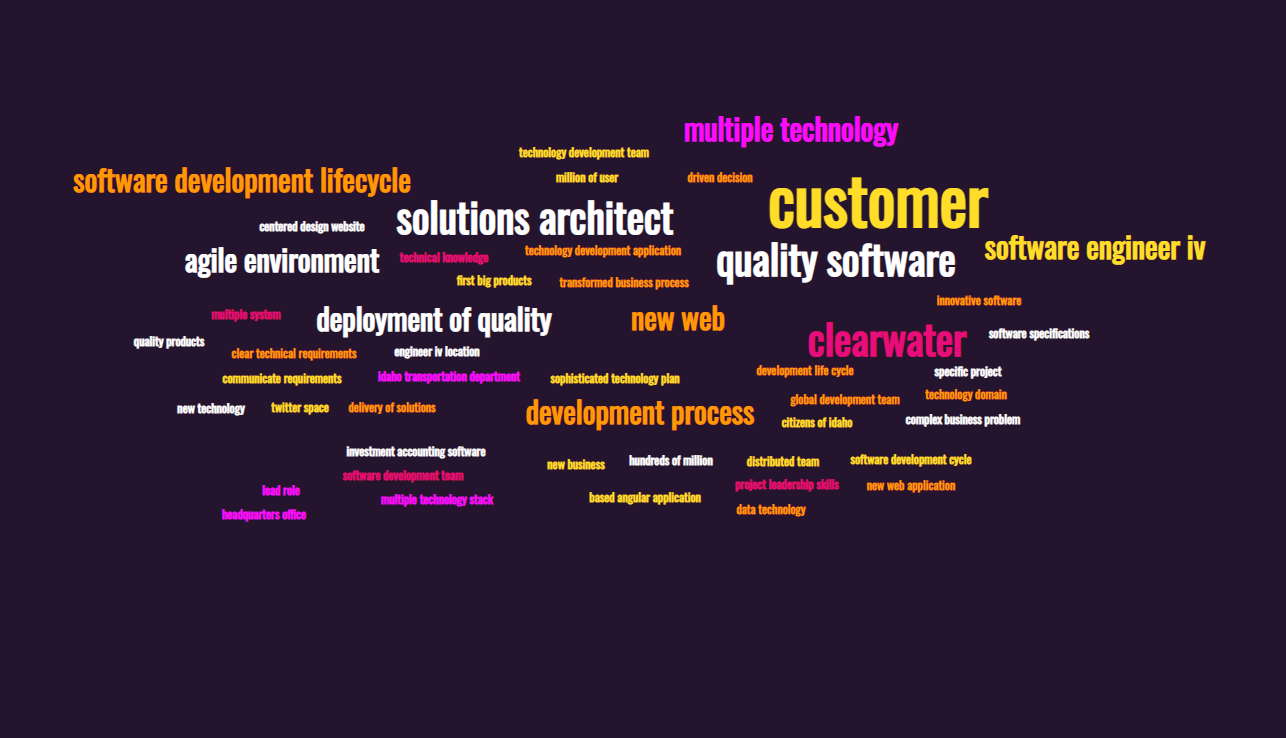 multiple technology
technology development team
million of user
driven decision
software development lifecycle
customer
solutions architect
centered design website
software engineer iv
agile environment
technical knowledge
technology development application
quality software
first big products
transformed business process
innovative software
multiple system
deployment of quality
new web
clearwater
software specifications
quality products
clear technical requirements
engineer iv location
development life cycle
specific project
communicate requirements
idaho transportation department
sophisticated technology plan
technology domain
global development team
new technology
twitter space
delivery of solutions
development process
citizens of idaho
complex business problem
investment accounting software
new business
hundreds of million
distributed team
software development cycle
software development team
project leadership skills
new web application
lead role
multiple technology stack
based angular application
data technology
headquarters office